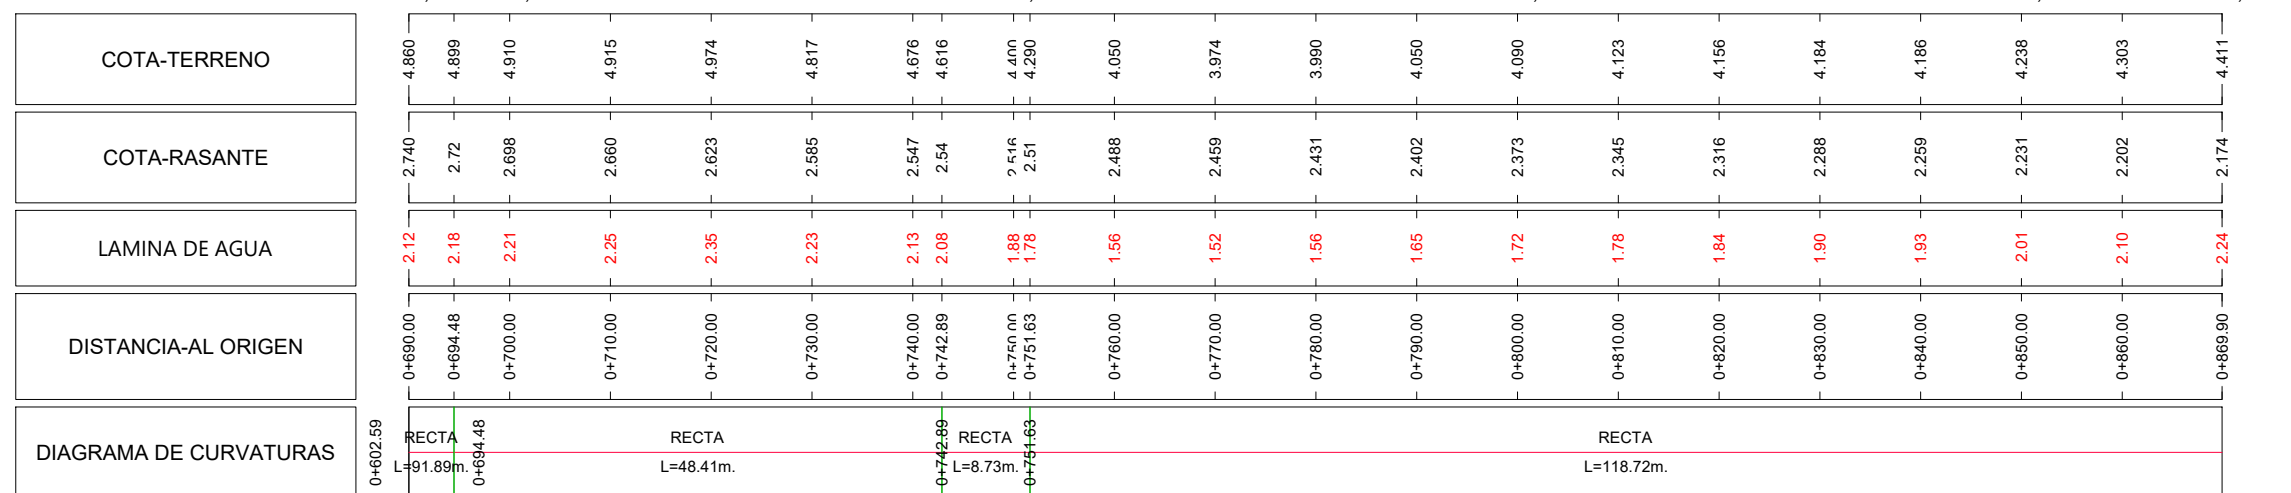 COTA-TERRENO 4.860 4.899 4.910 4.915 4.974 4.817 4.676 4.616 4.400 4.290 4.050 3.974 3.990 4.050 4.090 4.123 4.156 4.184 4.186 4.238 4.303 4.411
COTA-RASANTE 2.740 2.72 2.698 2.660 2.623 2.585 2.547 2.54 2.516 2.51 2.488 2.459 2.431 2.402 2.373 2.345 2.316 2.288 2.259 2.231 2.202 2.174
LAMINA DE AGUA 2.12 2.18 2.21 2.25 2.35 2.23 2.13 2.08 1.88 1.78 1.56 1.52 1.56 1.65 1.72 1.78 1.84 1.90 1.93 2.01 2.10 2.24
DISTANCIA-AL ORIGEN 0+690.00 0+694.48 0+700.00 0+710.00 0+720.00 0+730.00 0+740.00 0+742.89 0+750.00 0+751.63 0+760.00 0+770.00 0+780.00 0+790.00 0+800.00 0+810.00 0+820.00 0+830.00 0+840.00 0+850.00 0+860.00 0+869.90
DIAGRAMA DE CURVATURAS 0+602.59 0+694.48 0+742.89 0+751.63
RECTA RECTA RECTA RECTA
L=91.89m. L=48.41m. L=8.73m. L=118.72m.